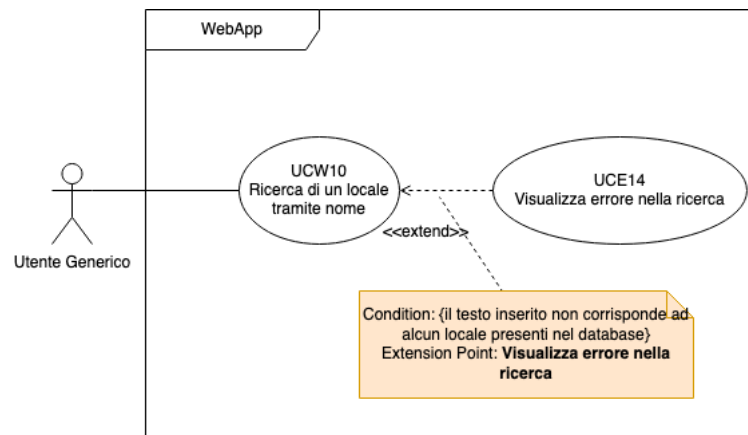 WebApp
UCW10
Ricerca di un locale
tramite nome
UCE14
Visualizza errore nella ricerca
<<extend>>
Utente Generico
Condition: {il testo inserito non corrisponde ad
alcun locale presenti nel database}
Extension Point: Visualizza errore nella
ricerca